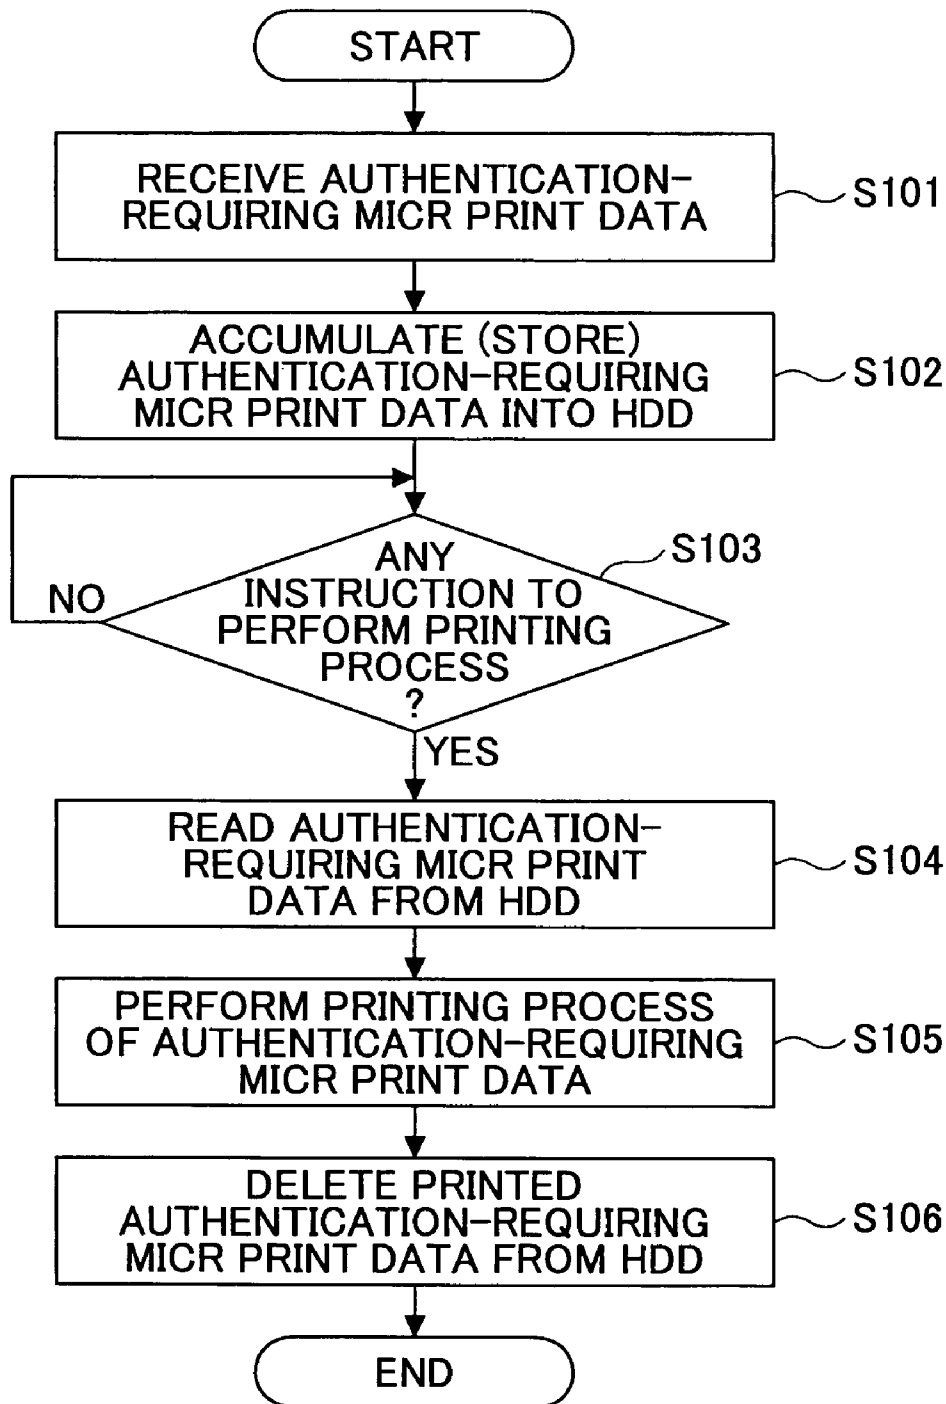 START
RECEIVE AUTHENTICATION-
REQUIRING MICR PRINT DATA
S101
ACCUMULATE (STORE)
AUTHENTICATION-REQUIRING
MICR PRINT DATA INTO HDD
S102
ANY
INSTRUCTION TO
PERFORM PRINTING
PROCESS
?
S103
NO
YES
READ AUTHENTICATION-
REQUIRING MICR PRINT
DATA FROM HDD
S104
PERFORM PRINTING PROCESS
OF AUTHENTICATION-REQUIRING
MICR PRINT DATA
S105
DELETE PRINTED
AUTHENTICATION-REQUIRING
MICR PRINT DATA FROM HDD
S106
END